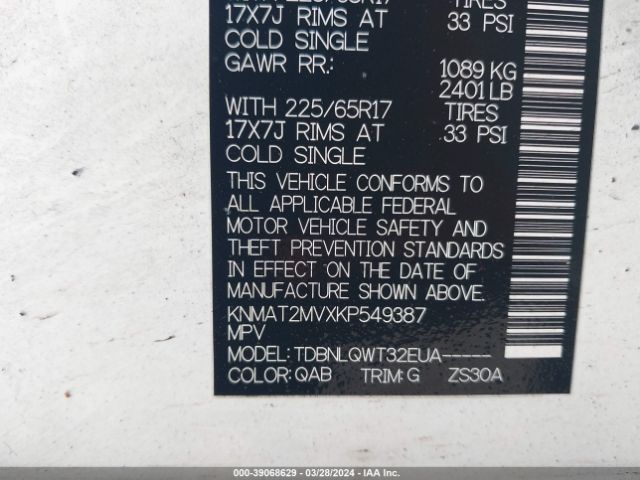 17X7J RIMS AT 33 PSI
COLD SINGLE
GAWR RR.: 1089 KG
2401 LB
WITH 225/65R17 TIRES
17X7J RIMS AT 33 PSI
COLD SINGLE
THIS VEHICLE CONFORMS TO
ALL APPLICABLE FEDERAL
MOTOR VEHICLE SAFETY AND
THEFT PREVENTION STANDARDS
IN EFFECT ON THE DATE OF
MANUFACTURE SHOWN ABOVE.
KNMAT2MVXKP549387
MPV
MODEL: TDBNLQWT32EUA-----
COLOR: QAB TRIM: G ZS30A
000-39068629 | 03/28/2024 - IAA Inc.